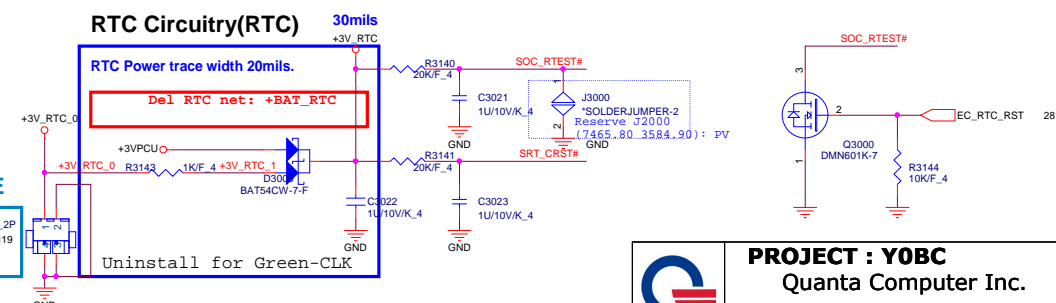 RTC Circuitry(RTC)
30mils
+3V_RTC
RTC Power trace width 20mils.
Del RTC net: +BAT_RTC
+3V_RTC_0
+3VPCU
+3V_RTC_0
R3143
1K/F_4
+3V_RTC_1
BAT54CW-7-F
Uninstall for Green-CLK
R3140
20K/F_4
SOC_RTEST#
C3021
1U/10V/K_4
GND
1
J3000
*SOLDERJUMPER-2
Reserve J2000
(7465.80 3584.90): PV
2
GND
R3141
20K/F_4
SRT_CRST#
C3022
1U/10V/K_4
GND
C3023
1U/10V/K_4
GND
_2P
GND
SOC_RTEST#
3
2
1
Q3000
DMN601K-7
EC_RTC_RST
28
R3144
10K/F_4
PROJECT : Y0BC
Quanta Computer Inc.